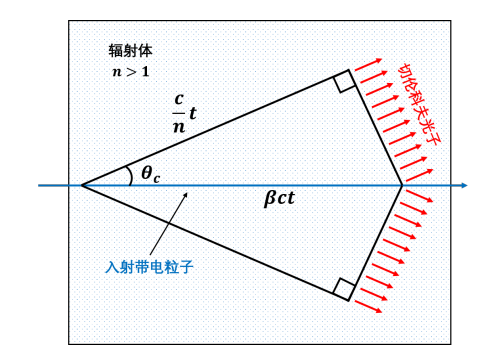 辐射体
n > 1
c/n t
θc
βct
入射带电粒子
切伦科夫光子